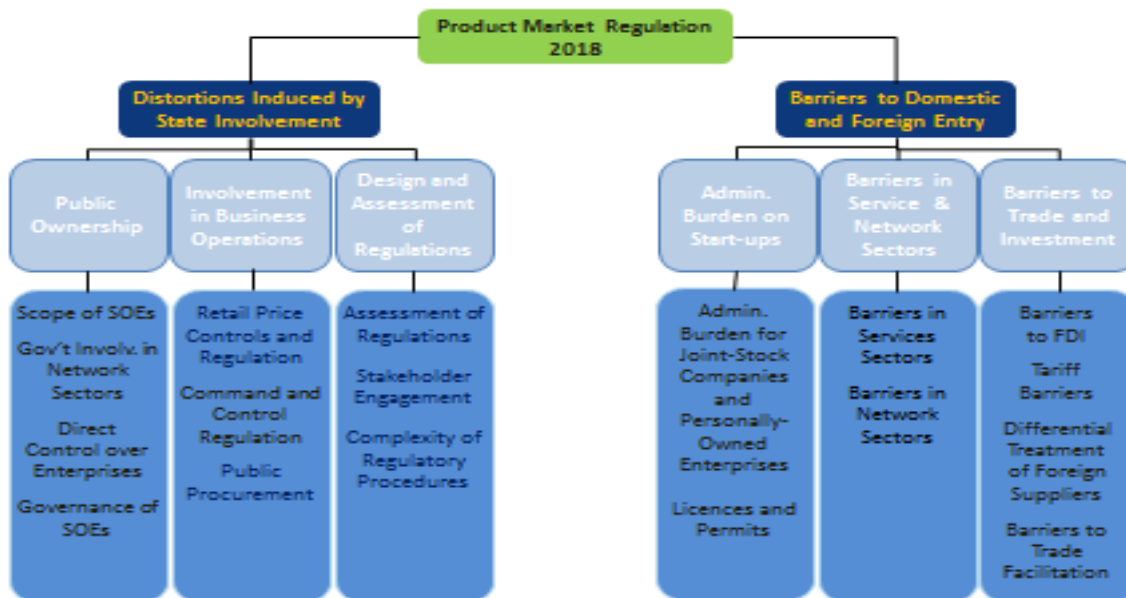 Product Market Regulation
2018
Distortions Induced by
State Involvement
Barriers to Domestic
and Foreign Entry
Public
Ownership
Involvement
in Business
Operations
Design and
Assessment
of
Regulations
Admin.
Burden on
Start-ups
Barriers in
Service &
Network
Sectors
Barriers to
Trade and
Investment
Scope of SOEs
Gov't Involv. in
Network
Sectors
Direct
Control over
Enterprises
Governance of
SOEs
Retail Price
Controls and
Regulation
Command and
Control
Regulation
Public
Procurement
Assessment of
Regulations
Stakeholder
Engagement
Complexity of
Regulatory
Procedures
Admin.
Burden for
Joint-Stock
Companies
and
Personally-
Owned
Enterprises
Licences and
Permits
Barriers in
Services
Sectors
Barriers in
Network
Sectors
Barriers
to FDI
Tariff
Barriers
Differential
Treatment
of Foreign
Suppliers
Barriers to
Trade
Facilitation